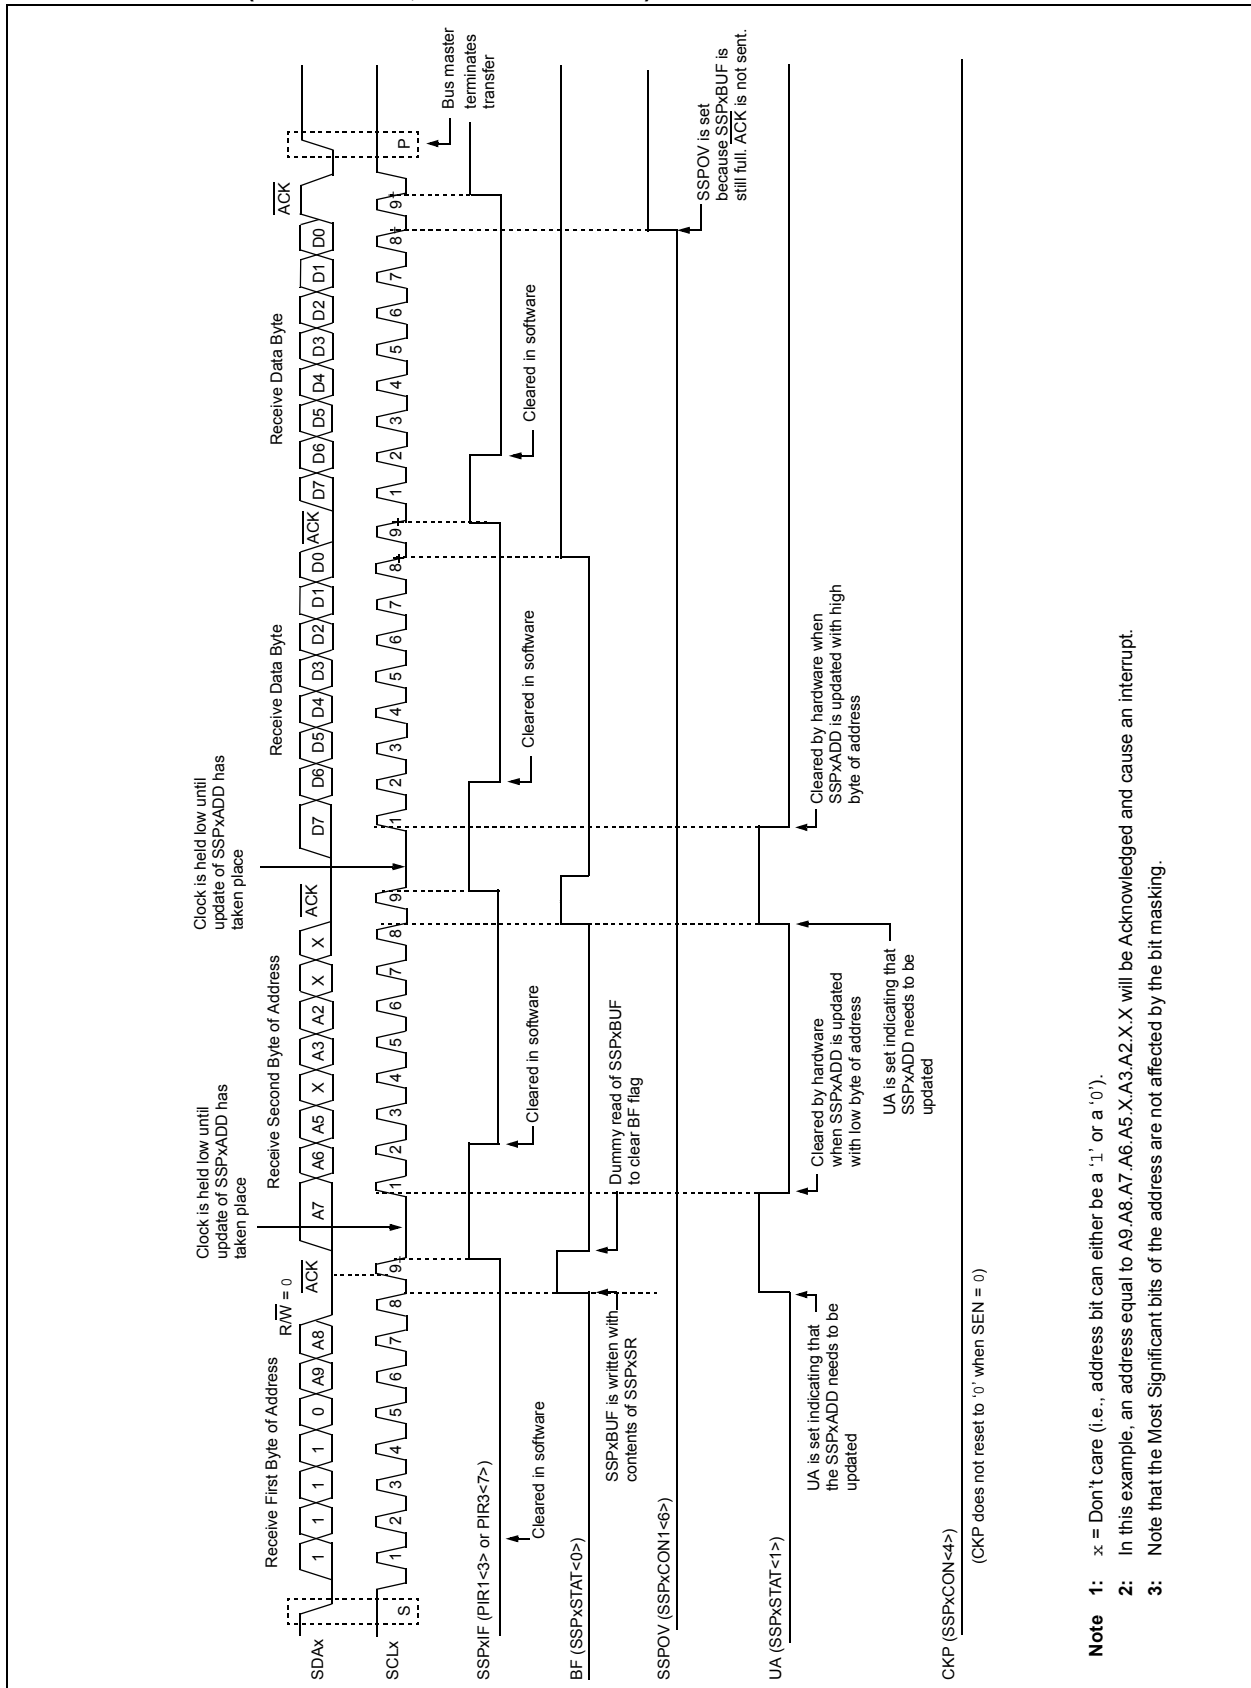 Receive First Byte of Address
R/W = 0
ACK
Clock is held low until
update of SSPxADD has
taken place
Receive Second Byte of Address
ACK
Clock is held low until
update of SSPxADD has
taken place
Receive Data Byte
ACK
Receive Data Byte
ACK
SDAx
1 1 1 1 0 A9 A8
A7 A6 A5 X A3 A2 X X
D7 D6 D5 D4 D3 D2 D1 D0
D7 D6 D5 D4 D3 D2 D1 D0
SCLx
S
1 2 3 4 5 6 7 8 9
1 2 3 4 5 6 7 8 9
1 2 3 4 5 6 7 8 9
1 2 3 4 5 6 7 8 9
P
Bus master
terminates
transfer
SSPxIF (PIR1<3> or PIR3<7>)
Cleared in software
Cleared in software
Cleared in software
Cleared in software
BF (SSPxSTAT<0>)
SSPxBUF is written with
contents of SSPxSR
Dummy read of SSPxBUF
to clear BF flag
SSPOV (SSPxCON1<6>)
SSPOV is set
because SSPxBUF is
still full. ACK is not sent.
UA (SSPxSTAT<1>)
UA is set indicating that
the SSPxADD needs to be
updated
Cleared by hardware
when SSPxADD is updated
with low byte of address
UA is set indicating that
SSPxADD needs to be
updated
Cleared by hardware when
SSPxADD is updated with high
byte of address
CKP (SSPxCON<4>)
(CKP does not reset to ‘0’ when SEN = 0)
Note 1: x = Don’t care (i.e., address bit can either be a ‘1’ or a ‘0’).
2: In this example, an address equal to A9.A8.A7.A6.A5.X.A3.A2.X.X will be Acknowledged and cause an interrupt.
3: Note that the Most Significant bits of the address are not affected by the bit masking.